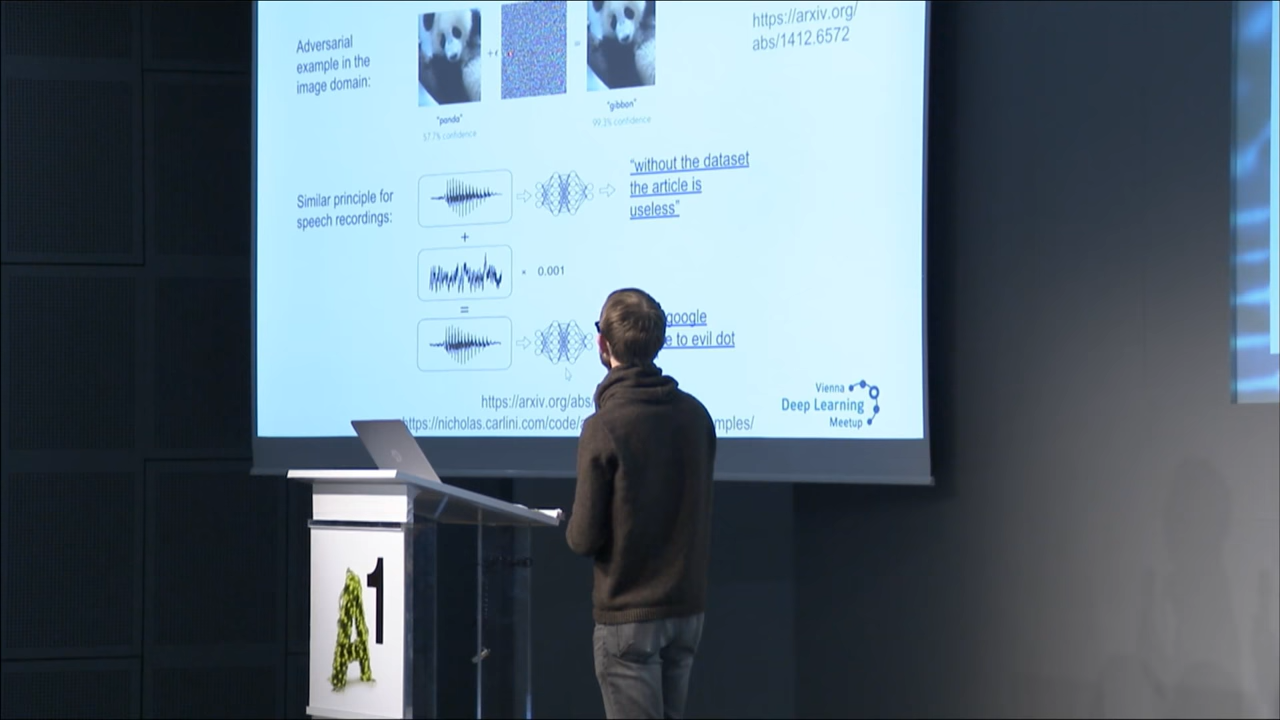 Adversarial
example in the
image domain:
+ε
=
https://arxiv.org/
abs/1412.6572
"panda"
57.7% confidence
"gibbon"
99.3% confidence
Similar principle for
speech recordings:
"without the dataset
the article is
useless"
+
× 0.001
=
google
to evil dot
https://arxiv.org/abs/
https://nicholas.carlini.com/code/
Vienna
Deep Learning
Meetup
A1